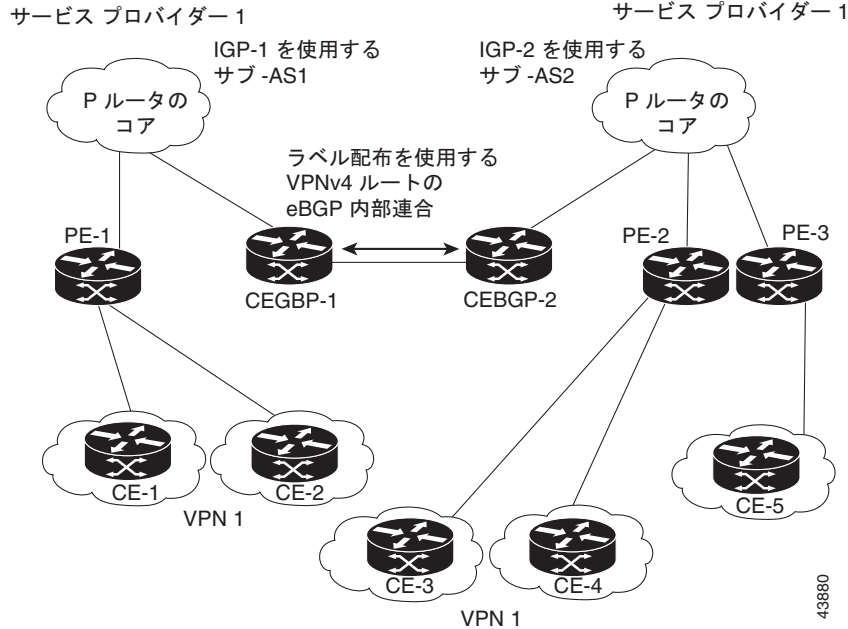 サービス プロバイダー 1
サービス プロバイダー 1
IGP-1 を使用する
サブ -AS1
IGP-2 を使用する
サブ -AS2
P ルータの
コア
P ルータの
コア
ラベル配布を使用する
VPNv4 ルートの
eBGP 内部連合
PE-1
PE-2
PE-3
CEGBP-1
CEBGP-2
CE-1
CE-2
CE-5
VPN 1
CE-3
CE-4
VPN 1
43880